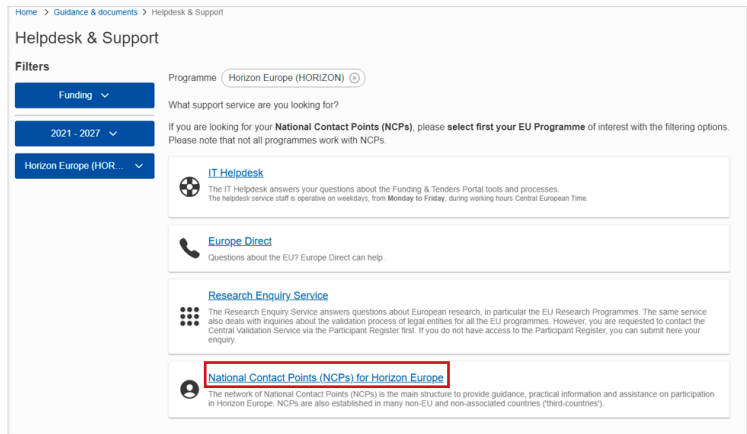 Home > Guidance & documents > Helpdesk & Support
Helpdesk & Support
Filters
Funding
2021 - 2027
Horizon Europe (HOR...
Programme Horizon Europe (HORIZON)
What support service are you looking for?
If you are looking for your National Contact Points (NCPs), please select first your EU Programme of interest with the filtering options.
Please note that not all programmes work with NCPs.
IT Helpdesk
The IT Helpdesk answers your questions about the Funding & Tenders Portal tools and processes.
The helpdesk service staff is operative on weekdays, from Monday to Friday, during working hours Central European Time.
Europe Direct
Questions about the EU? Europe Direct can help.
Research Enquiry Service
The Research Enquiry Service answers questions about European research, in particular the EU Research Programmes. The same service
also deals with inquiries about the validation process of legal entities for all the EU programmes. However, you are requested to contact the
Central Validation Service via the Participant Register first. If you do not have access to the Participant Register, you can submit here your
enquiry.
National Contact Points (NCPs) for Horizon Europe
The network of National Contact Points (NCPs) is the main structure to provide guidance, practical information and assistance on participation
in Horizon Europe. NCPs are also established in many non-EU and non-associated countries ('third-countries').